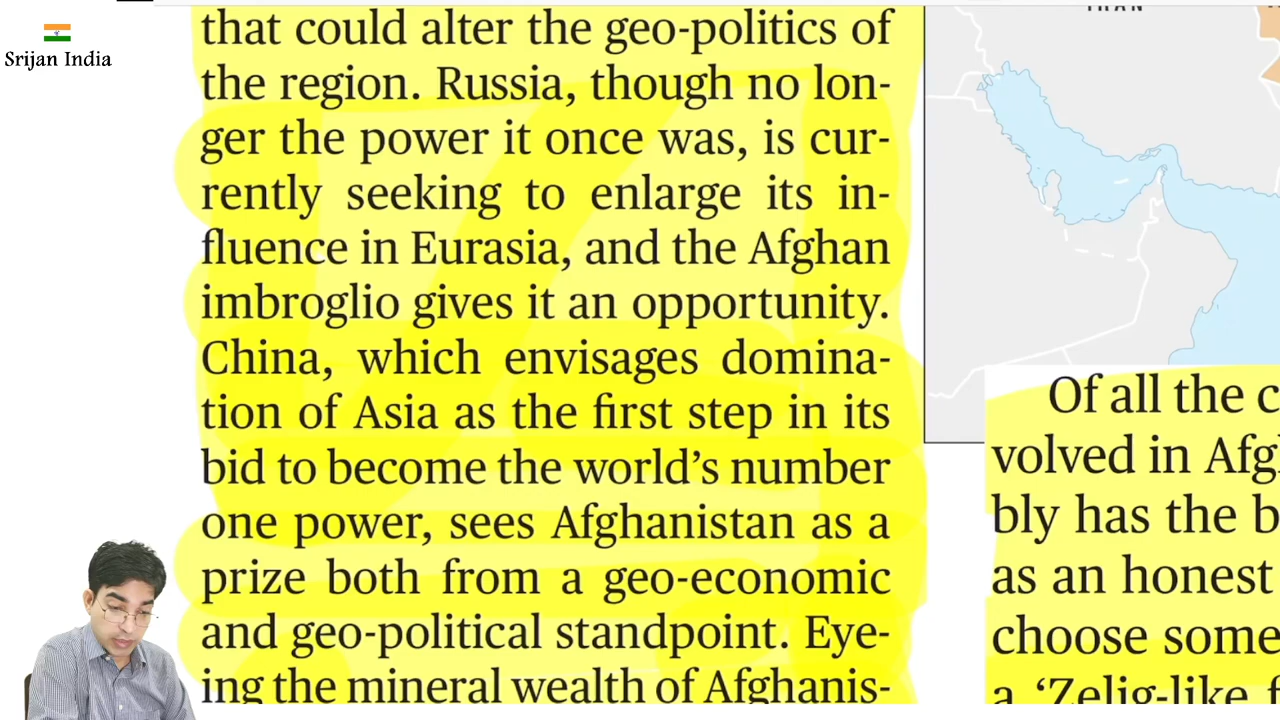 Srijan India
that could alter the geo-politics of
the region. Russia, though no lon-
ger the power it once was, is cur-
rently seeking to enlarge its in-
fluence in Eurasia, and the Afghan
imbroglio gives it an opportunity.
China, which envisages domina-
tion of Asia as the first step in its
bid to become the world’s number
one power, sees Afghanistan as a
prize both from a geo-economic
and geo-political standpoint. Eye-
ing the mineral wealth of Afghanis-
IRAN
Of all the c
volved in Afg
bly has the b
as an honest
choose some
a ‘Zelig-like f